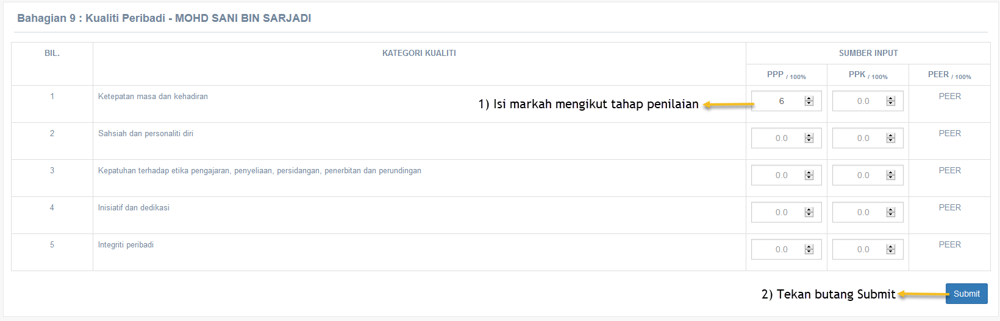 Bahagian 9 : Kualiti Peribadi - MOHD SANI BIN SARJADI
BIL. KATEGORI KUALITI SUMBER INPUT
PPP / 100% PPK / 100% PEER / 100%
1 Ketepatan masa dan kehadiran 1) Isi markah mengikut tahap penilaian 6 0.0 PEER
2 Sahsiah dan personaliti diri 0.0 0.0 PEER
3 Kepatuhan terhadap etika pengajaran, penyeliaan, persidangan, penerbitan dan perundingan 0.0 0.0 PEER
4 Inisiatif dan dedikasi 0.0 0.0 PEER
5 Integriti peribadi 0.0 0.0 PEER
2) Tekan butang Submit Submit